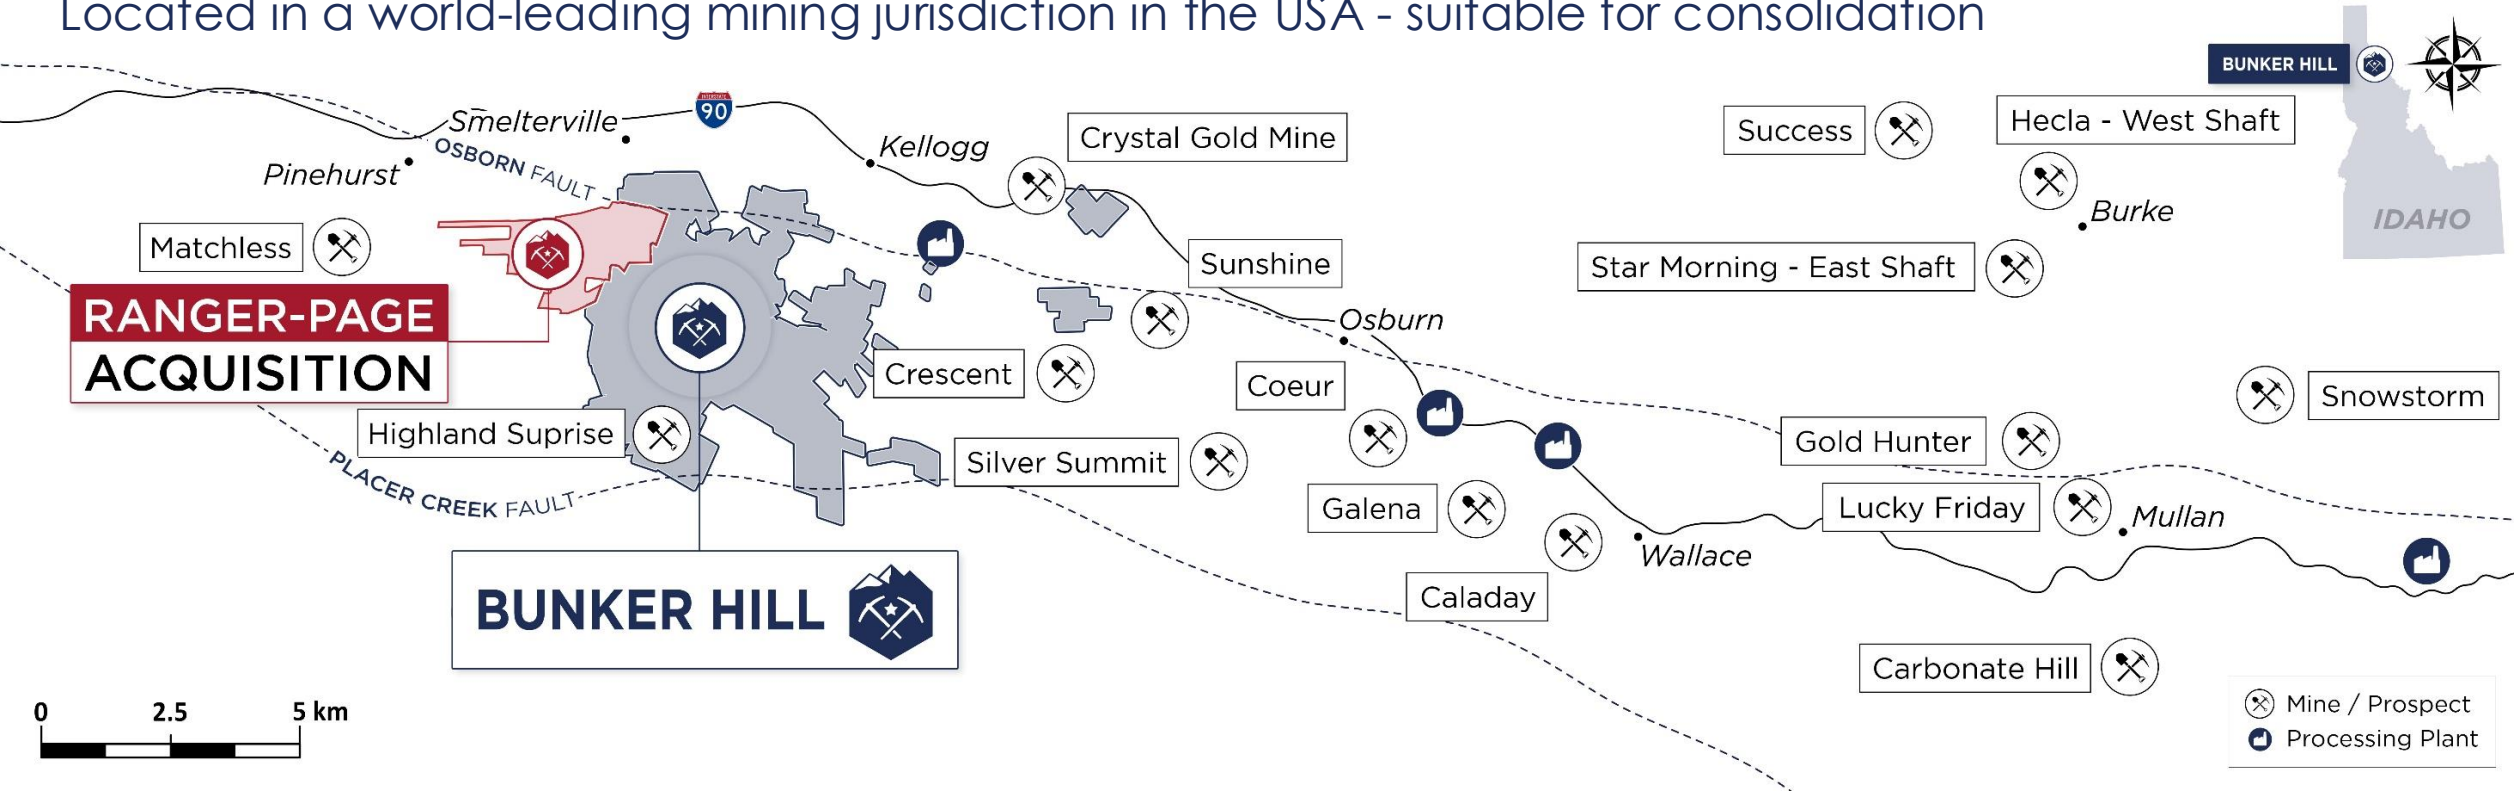 Located in a world-leading mining jurisdiction in the USA - suitable for consolidation
BUNKER HILL
IDAHO
INTERSTATE
90
Smelterville
Pinehurst
OSBORN FAULT
Kellogg
Crystal Gold Mine
Success
Hecla - West Shaft
Burke
Matchless
Sunshine
Star Morning - East Shaft
RANGER-PAGE
ACQUISITION
Osburn
Crescent
Coeur
Snowstorm
Highland Suprise
Silver Summit
Gold Hunter
PLACER CREEK FAULT
Galena
Lucky Friday
Mullan
Wallace
BUNKER HILL
Caladay
Carbonate Hill
0 2.5 5 km
Mine / Prospect
Processing Plant